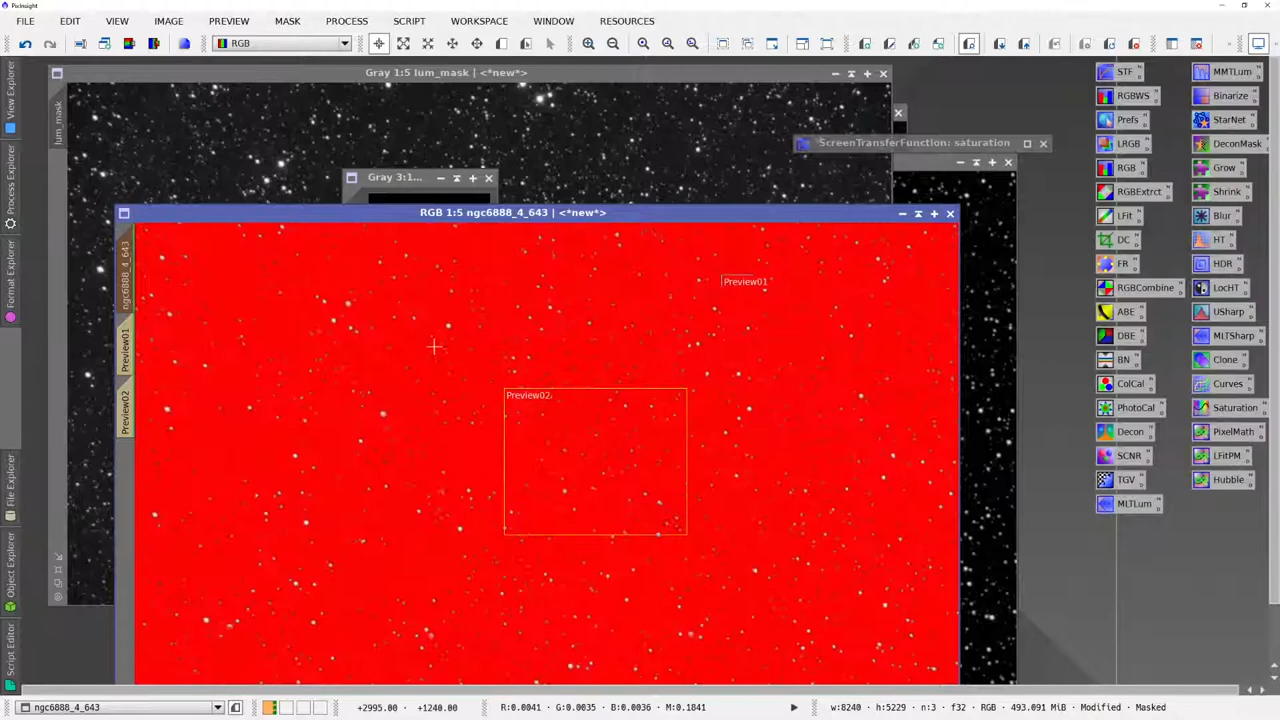 PixInsight
FILE EDIT VIEW IMAGE PREVIEW MASK PROCESS SCRIPT WORKSPACE WINDOW RESOURCES
RGB
View Explorer
Process Explorer
Format Explorer
File Explorer
Object Explorer
Script Editor
Gray 1:5 lum_mask | <*new*>
lum_mask
ScreenTransferFunction: saturation
Gray 3:1...
RGB 1:5 ngc6888_4_643 | <*new*>
ngc6888_4_643
Preview01
Preview02
Preview01
Preview02
STF MMTLum
RGBWS Binarize
Prefs StarNet
LRGB DeconMask
RGB Grow
RGBExtrct Shrink
LFit Blur
DC HT
FR HDR
RGBCombine LocHT
ABE USharp
DBE MLTSharp
BN Clone
ColCal Curves
PhotoCal Saturation
Decon PixelMath
SCNR LFitPM
TGV Hubble
MLTLum
ngc6888_4_643
+2995.00 · +1240.00
R:0.0041 · G:0.0035 · B:0.0036 · M:0.1841
w:8240 · h:5229 · n:3 · f32 · RGB · 493.091 MiB · Modified · Masked